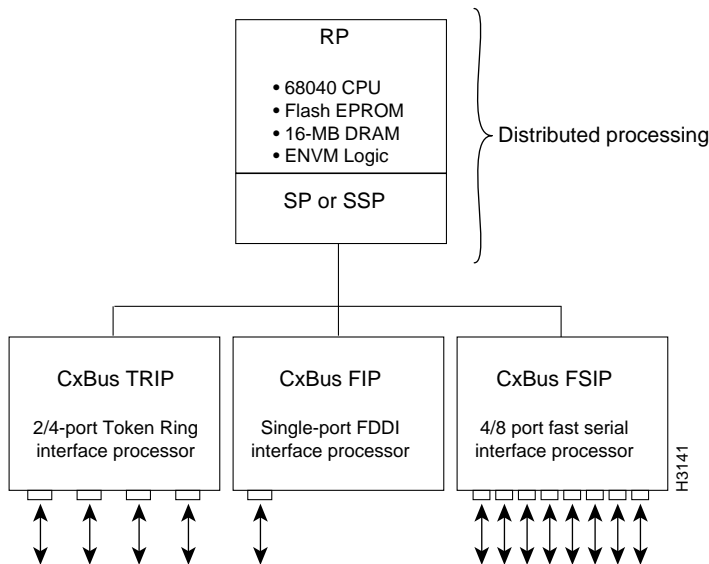 RP
• 68040 CPU
• Flash EPROM
• 16-MB DRAM
• ENVM Logic
Distributed processing
SP or SSP
CxBus TRIP
2/4-port Token Ring
interface processor
CxBus FIP
Single-port FDDI
interface processor
CxBus FSIP
4/8 port fast serial
interface processor
H3141